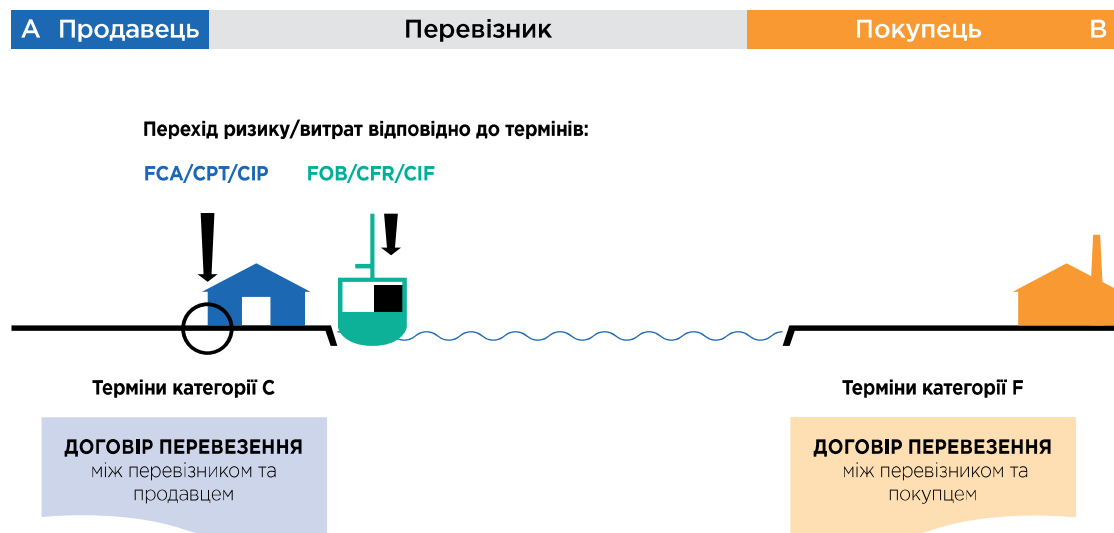 А Продавець
Перевізник
Покупець В
Перехід ризику/витрат відповідно до термінів:
FCA/CPT/CIP FOB/CFR/CIF
Терміни категорії C
Терміни категорії F
ДОГОВІР ПЕРЕВЕЗЕННЯ
між перевізником та
продавцем
ДОГОВІР ПЕРЕВЕЗЕННЯ
між перевізником та
покупцем